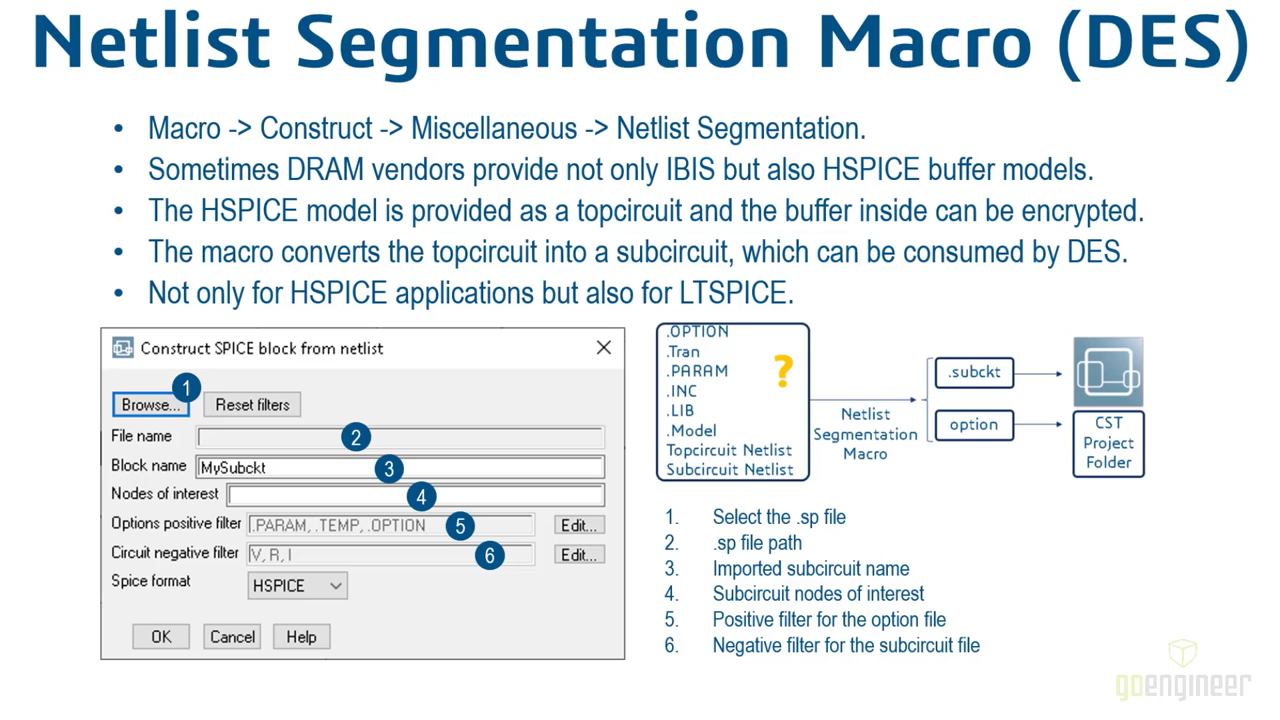 Netlist Segmentation Macro (DES)
• Macro -> Construct -> Miscellaneous -> Netlist Segmentation.
• Sometimes DRAM vendors provide not only IBIS but also HSPICE buffer models.
• The HSPICE model is provided as a topcircuit and the buffer inside can be encrypted.
• The macro converts the topcircuit into a subcircuit, which can be consumed by DES.
• Not only for HSPICE applications but also for LTSPICE.
Construct SPICE block from netlist
1
Browse... Reset filters
File name 2
Block name MySubckt 3
Nodes of interest 4
Options positive filter .PARAM, .TEMP, .OPTION 5 Edit...
Circuit negative filter V, R, I 6 Edit...
Spice format HSPICE
OK Cancel Help
.OPTION
.Tran
.PARAM
.INC
.LIB
.Model
Topcircuit Netlist
Subcircuit Netlist
?
Netlist
Segmentation
Macro
.subckt
option
CST
Project
Folder
1. Select the .sp file
2. .sp file path
3. Imported subcircuit name
4. Subcircuit nodes of interest
5. Positive filter for the option file
6. Negative filter for the subcircuit file
goengineer